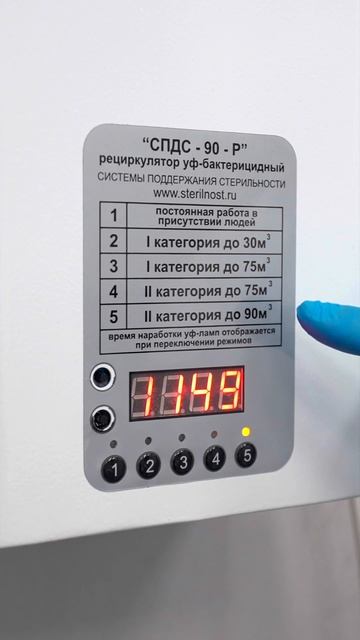 “СПДС - 90 - Р”
рециркулятор уф-бактерицидный
СИСТЕМЫ ПОДДЕРЖАНИЯ СТЕРИЛЬНОСТИ
www.sterilnost.ru
1 постоянная работа в
присутствии людей
2 I категория до 30м³
3 I категория до 75м³
4 II категория до 75м³
5 II категория до 90м³
время наработки уф-ламп отображается
при переключении режимов
1149
1 2 3 4 5